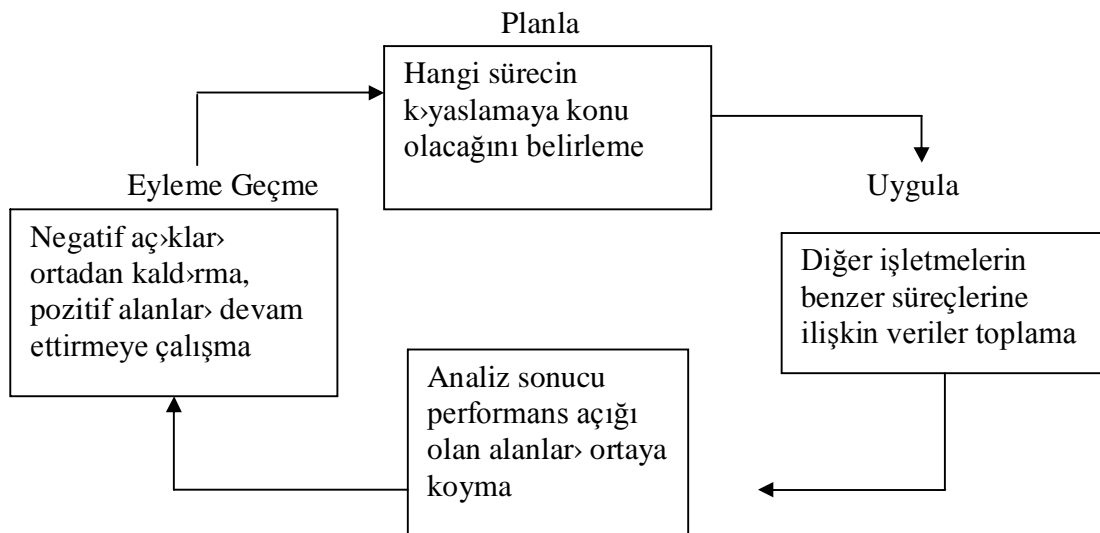 Planla
Hangi sürecin
k›yaslamaya konu
olacağını belirleme
Uygula
Diğer işletmelerin
benzer süreçlerine
ilişkin veriler toplama
Analiz sonucu
performans açığı
olan alanlar› ortaya
koyma
Eyleme Geçme
Negatif aç›klar›
ortadan kald›rma,
pozitif alanlar› devam
ettirmeye çalışma